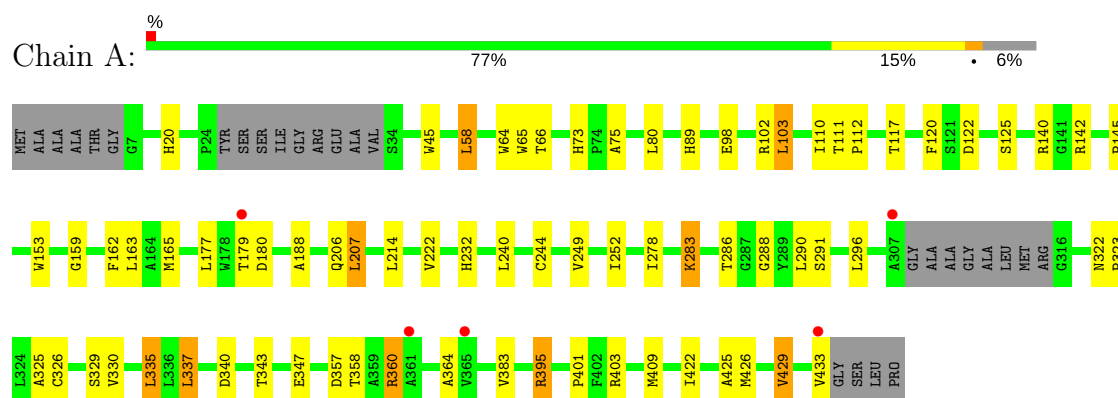 %
Chain A:
77% 15% • 6%
MET ALA ALA ALA THR GLY G7 H20 P24 TYR SER SER ILE GLY ARG GLU ALA VAL S34 W45 L58 W64 W65 T66 H73 P74 A75 L80 H89 E98 R102 L103 I110 T111 P112 T117 F120 S121 D122 S125 R140 G141 R142
W153 G159 F162 L163 A164 M165 L177 W178 T179 D180 A188 Q206 L207 L214 V222 H232 L240 C244 V249 I252 I278 K283 T286 G287 G288 Y289 L290 S291 L296 A307 GLY ALA ALA GLY ALA LEU MET ARG G316 N322
L324 A325 C326 S329 V330 L335 L336 L337 D340 T343 E347 D357 T358 A359 R360 A361 A364 V365 V383 R395 P401 F402 R403 M409 I422 A425 M426 V429 V433 GLY SER LEU PRO